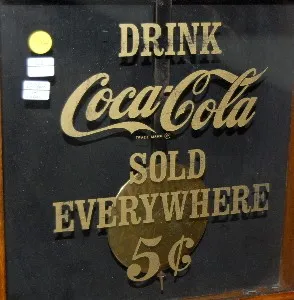 DRINK
Coca-Cola
TRADE MARK ®
SOLD
EVERYWHERE
5¢